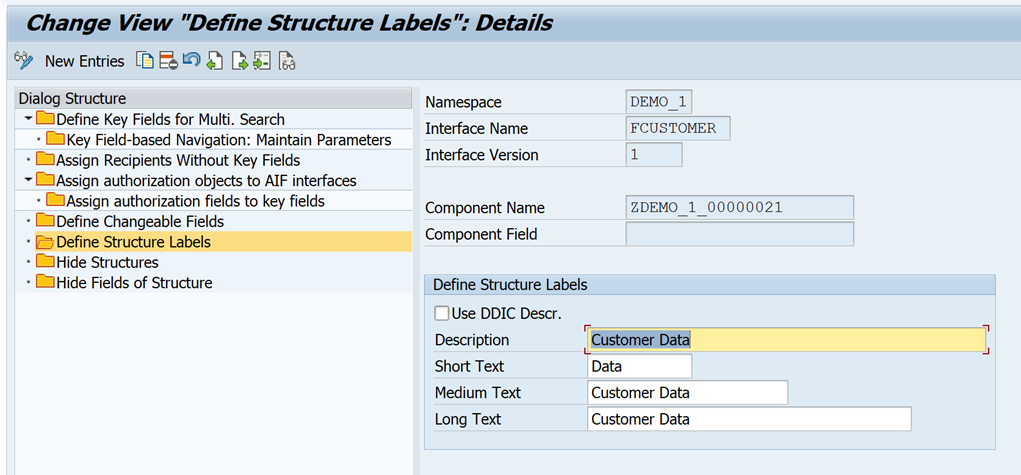 Change View "Define Structure Labels": Details
New Entries
Dialog Structure
Define Key Fields for Multi. Search
Key Field-based Navigation: Maintain Parameters
Assign Recipients Without Key Fields
Assign authorization objects to AIF interfaces
Assign authorization fields to key fields
Define Changeable Fields
Define Structure Labels
Hide Structures
Hide Fields of Structure
Namespace DEMO_1
Interface Name FCUSTOMER
Interface Version 1
Component Name ZDEMO_1_00000021
Component Field
Define Structure Labels
Use DDIC Descr.
Description Customer Data
Short Text Data
Medium Text Customer Data
Long Text Customer Data